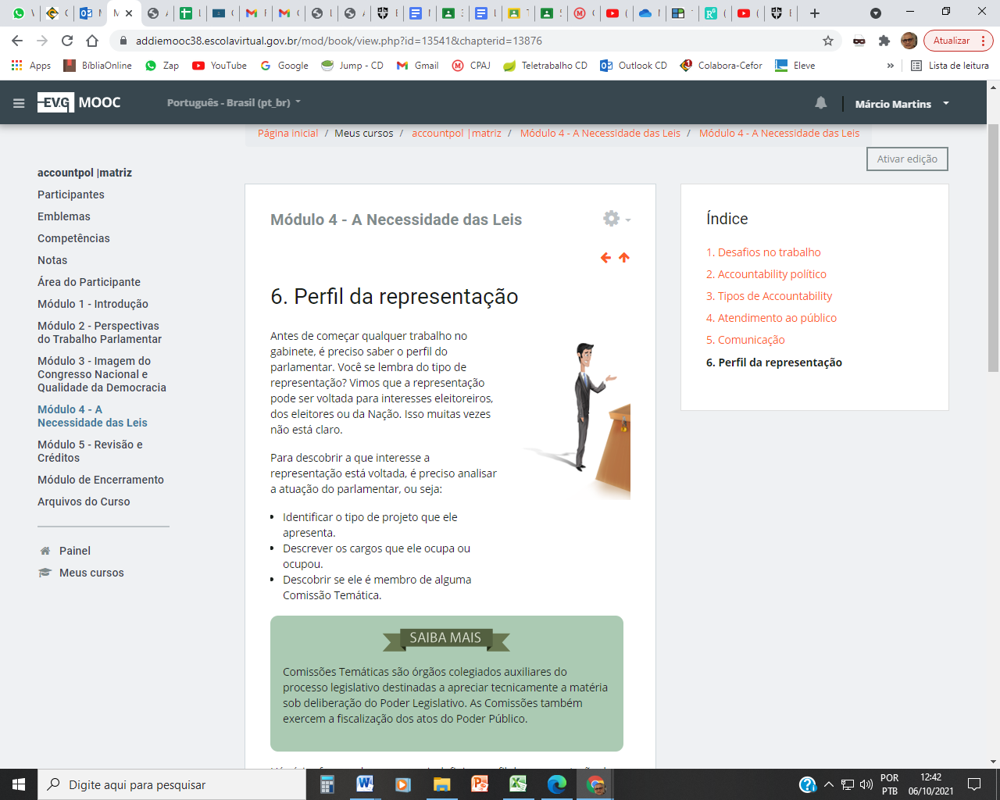 addiemooc38.escolavirtual.gov.br/mod/book/view.php?id=13541&chapterid=13876
Atualizar
Apps
BíbliaOnline
Zap
YouTube
Google
Jump - CD
Gmail
CPAJ
Teletrabalho CD
Outlook CD
Colabora-Cefor
Eleve
»
Lista de leitura
EV.G MOOC
Português - Brasil (pt_br)
Márcio Martins
Página inicial / Meus cursos / accountpol |matriz / Módulo 4 - A Necessidade das Leis / Módulo 4 - A Necessidade das Leis
Ativar edição
accountpol |matriz
Participantes
Emblemas
Competências
Notas
Área do Participante
Módulo 1 - Introdução
Módulo 2 - Perspectivas
do Trabalho Parlamentar
Módulo 3 - Imagem do
Congresso Nacional e
Qualidade da Democracia
Módulo 4 - A
Necessidade das Leis
Módulo 5 - Revisão e
Créditos
Módulo de Encerramento
Arquivos do Curso
Painel
Meus cursos
Módulo 4 - A Necessidade das Leis
6. Perfil da representação
Antes de começar qualquer trabalho no
gabinete, é preciso saber o perfil do
parlamentar. Você se lembra do tipo de
representação? Vimos que a representação
pode ser voltada para interesses eleitoreiros,
dos eleitores ou da Nação. Isso muitas vezes
não está claro.
Para descobrir a que interesse a
representação está voltada, é preciso analisar
a atuação do parlamentar, ou seja:
• Identificar o tipo de projeto que ele
apresenta.
• Descrever os cargos que ele ocupa ou
ocupou.
• Descobrir se ele é membro de alguma
Comissão Temática.
SAIBA MAIS
Comissões Temáticas são órgãos colegiados auxiliares do
processo legislativo destinadas a apreciar tecnicamente a matéria
sob deliberação do Poder Legislativo. As Comissões também
exercem a fiscalização dos atos do Poder Público.
Índice
1. Desafios no trabalho
2. Accountability político
3. Tipos de Accountability
4. Atendimento ao público
5. Comunicação
6. Perfil da representação
Digite aqui para pesquisar
POR
PTB
12:42
06/10/2021